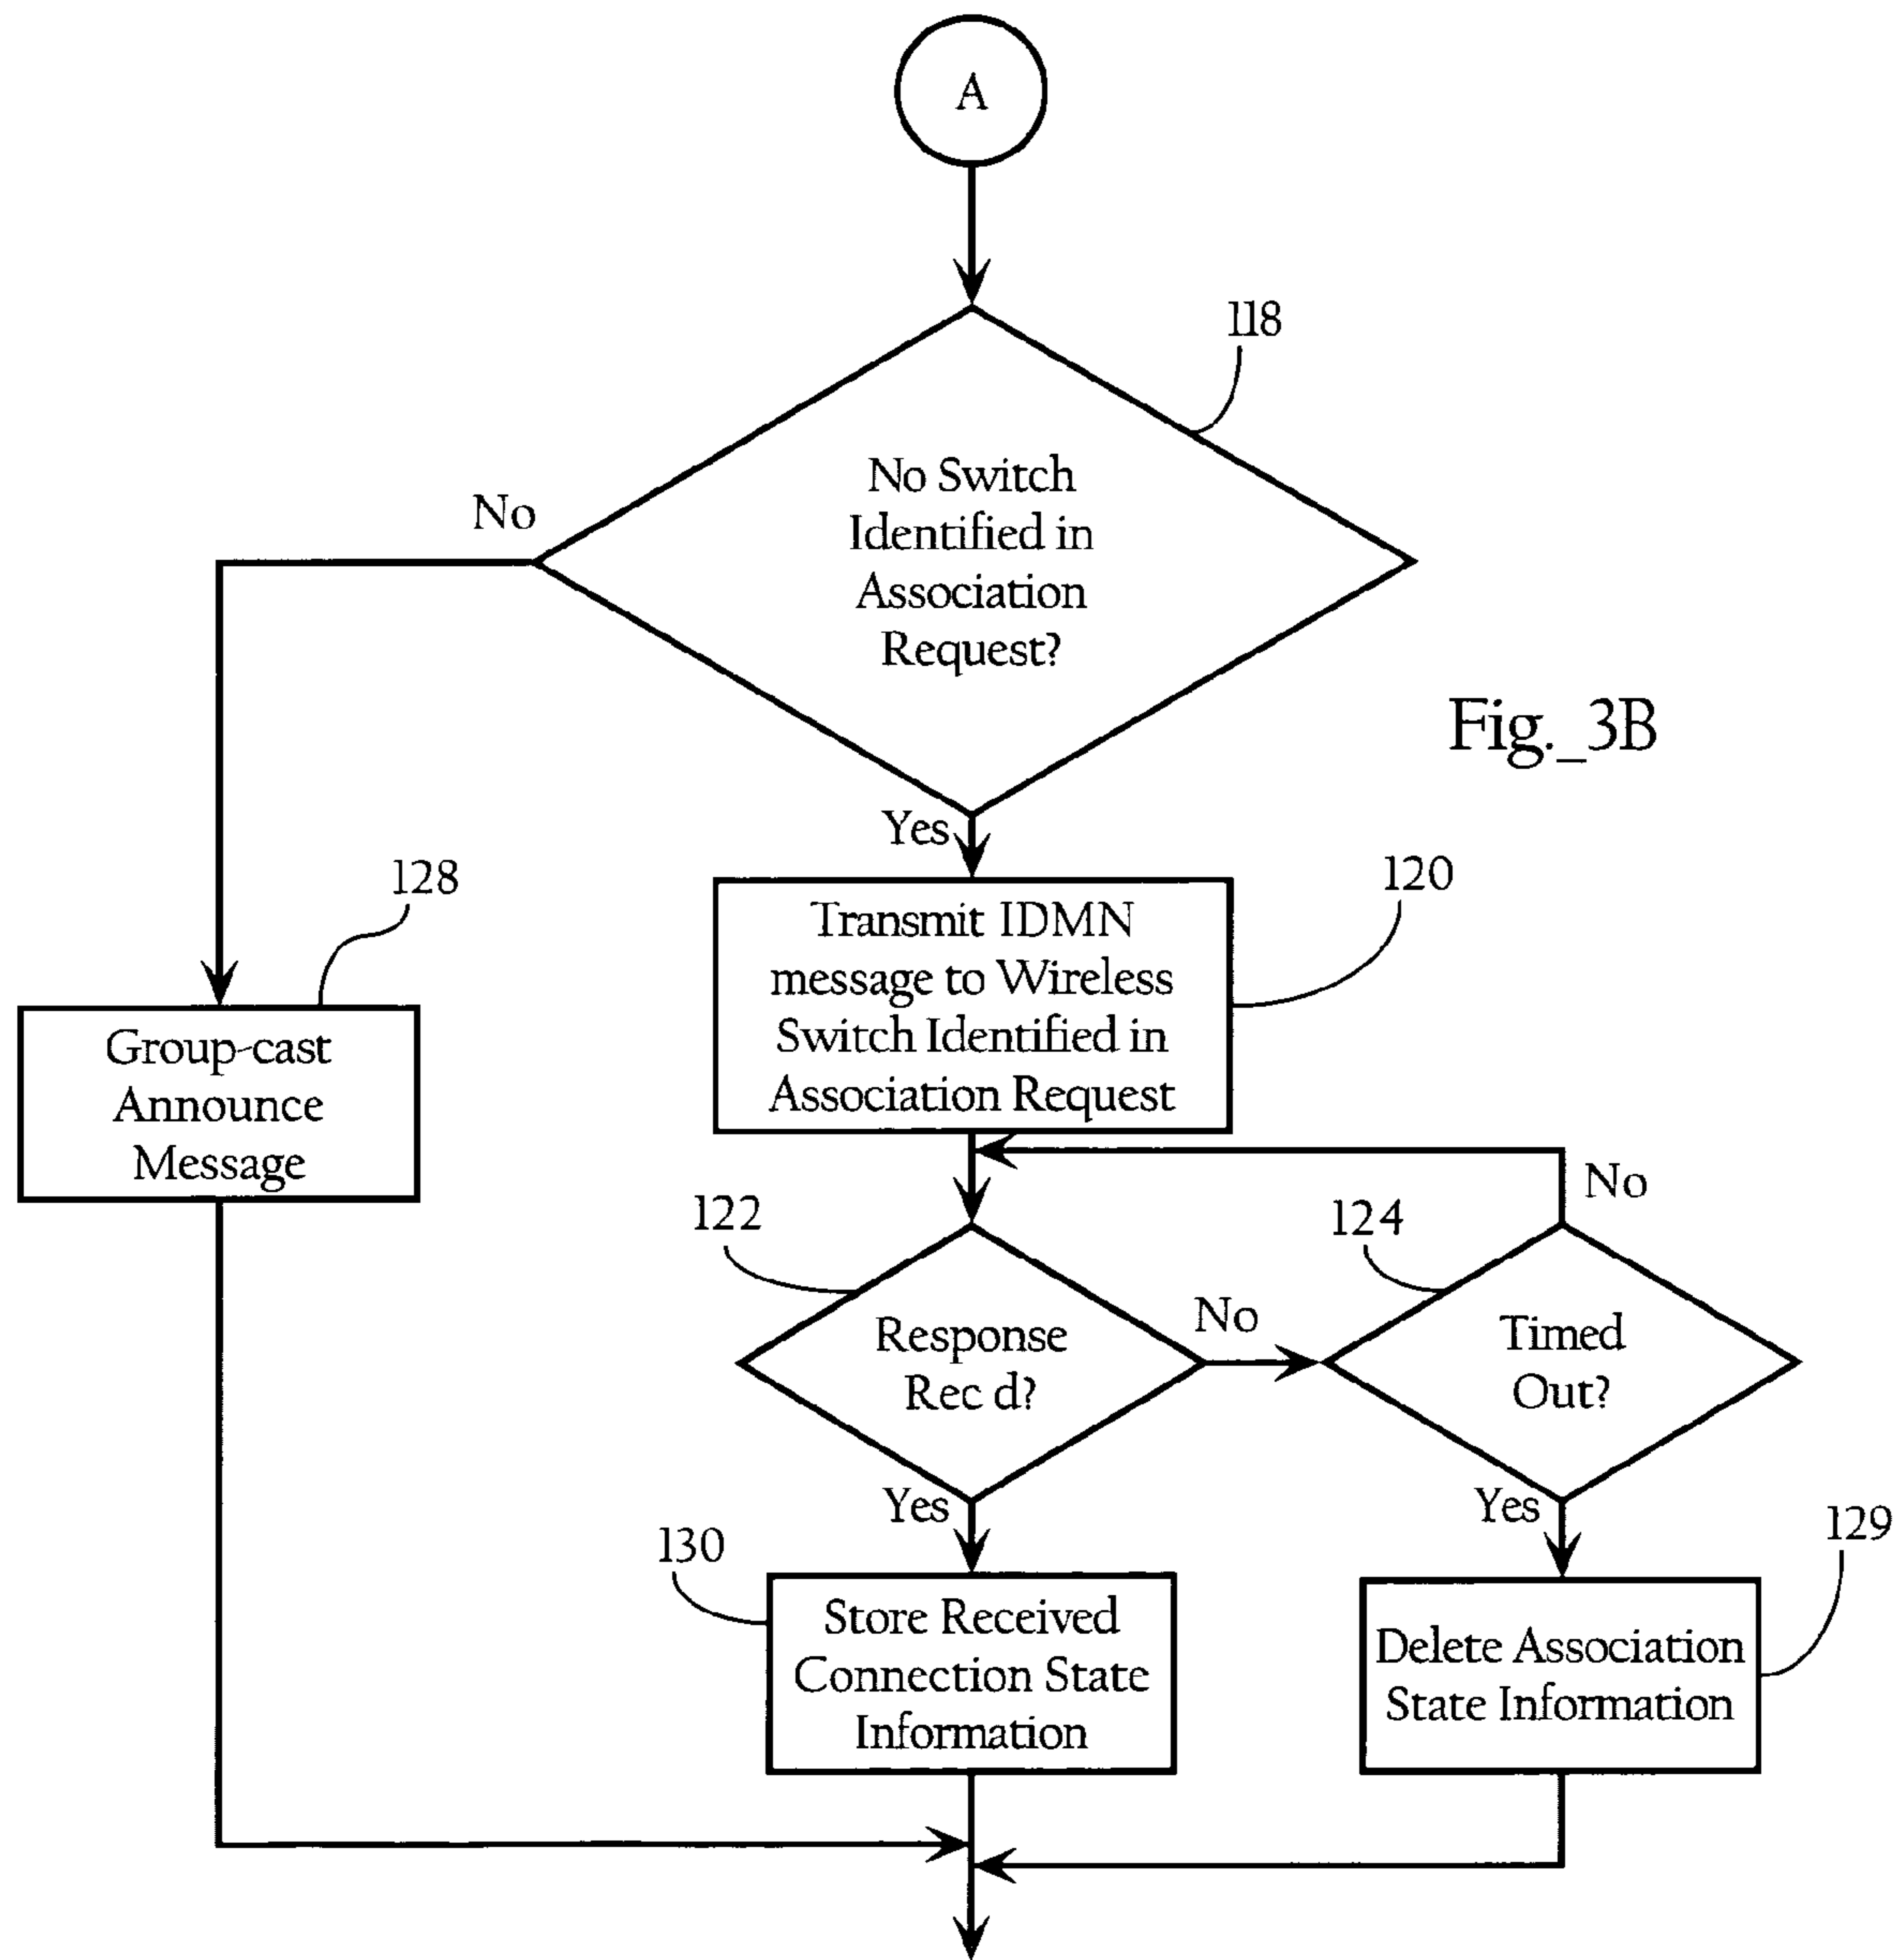 A
118
No Switch
Identified in
Association
Request?
No
Fig._3B
Yes
128
120
Transmit IDMN
message to Wireless
Switch Identified in
Association Request
Group-cast
Announce
Message
No
122
124
Response
Rec d?
No
Timed
Out?
Yes
Yes
130
129
Store Received
Connection State
Information
Delete Association
State Information